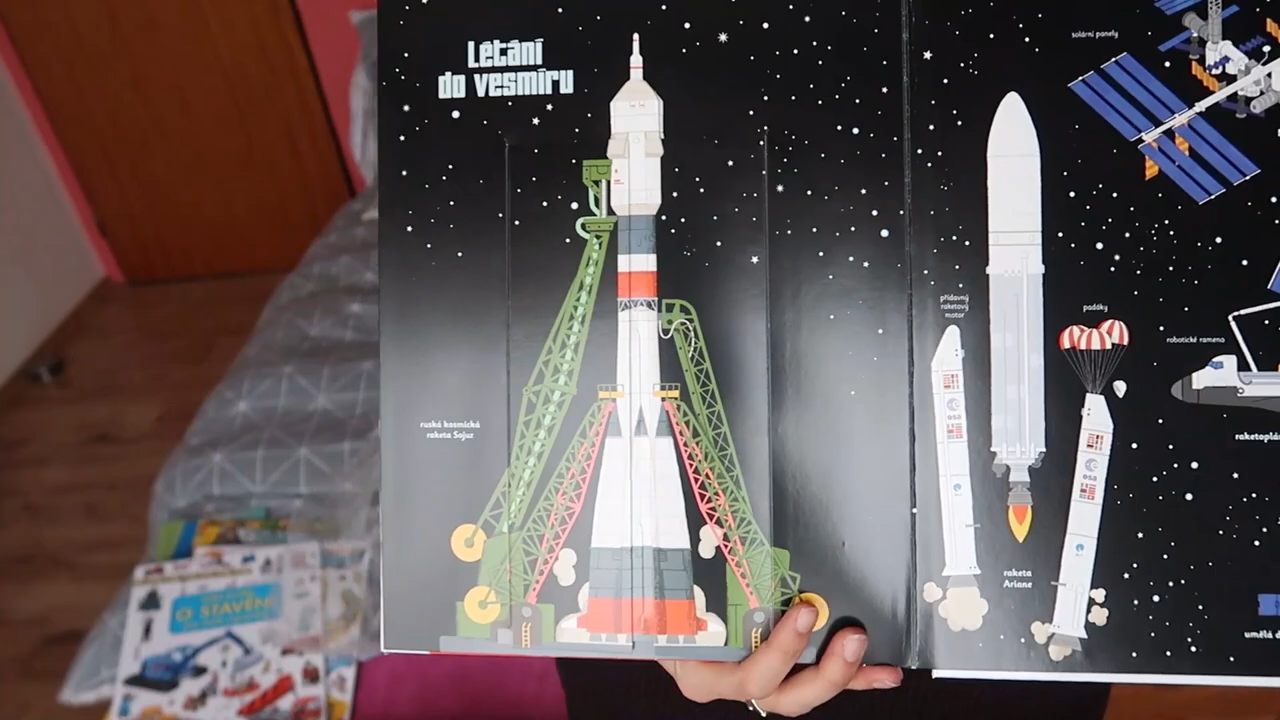 Létání
do vesmíru
ruská kosmická
raketa Sojuz
solární panely
přídavný
raketový
motor
padáky
robotické rameno
esa
esa
raketa
Ariane
O STAVĚNÍ